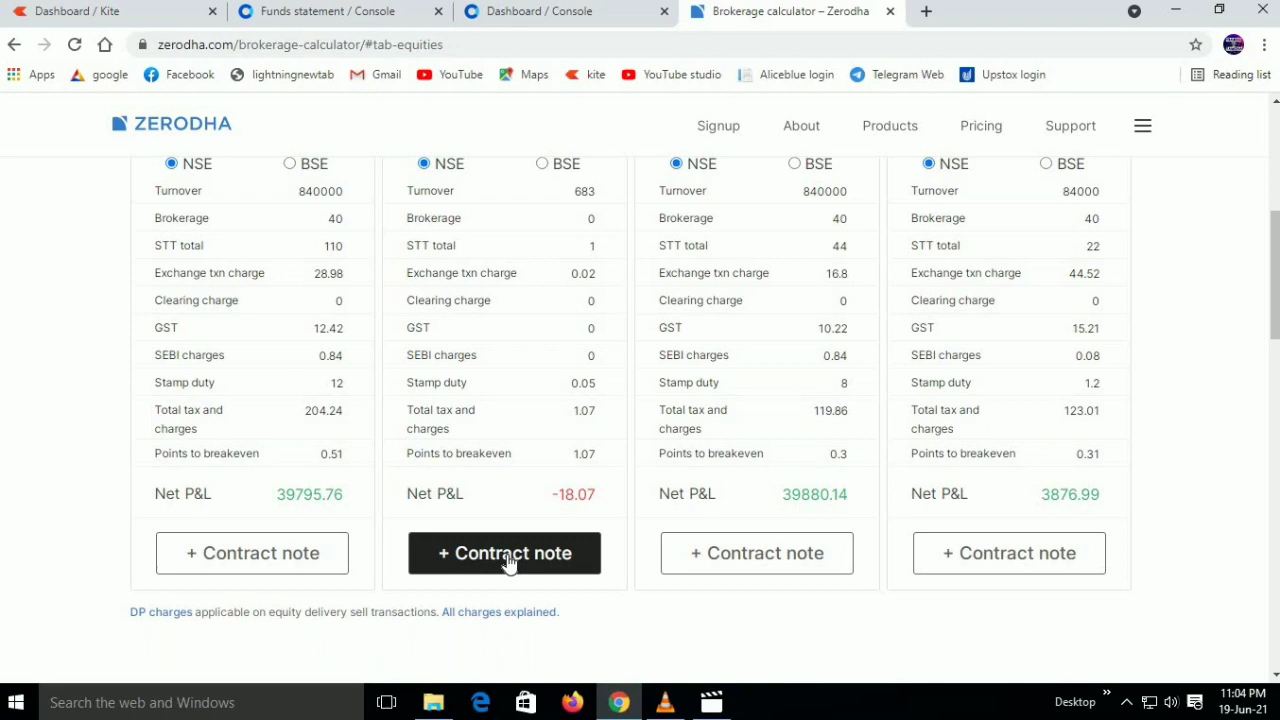 Dashboard / Kite
Funds statement / Console
Dashboard / Console
Brokerage calculator – Zerodha
zerodha.com/brokerage-calculator/#tab-equities
Apps google Facebook lightningnewtab Gmail YouTube Maps kite YouTube studio Aliceblue login Telegram Web Upstox login Reading list
ZERODHA Signup About Products Pricing Support
NSE BSE NSE BSE NSE BSE NSE BSE
Turnover 840000 Turnover 683 Turnover 840000 Turnover 84000
Brokerage 40 Brokerage 0 Brokerage 40 Brokerage 40
STT total 110 STT total 1 STT total 44 STT total 22
Exchange txn charge 28.98 Exchange txn charge 0.02 Exchange txn charge 16.8 Exchange txn charge 44.52
Clearing charge 0 Clearing charge 0 Clearing charge 0 Clearing charge 0
GST 12.42 GST 0 GST 10.22 GST 15.21
SEBI charges 0.84 SEBI charges 0 SEBI charges 0.84 SEBI charges 0.08
Stamp duty 12 Stamp duty 0.05 Stamp duty 8 Stamp duty 1.2
Total tax and charges 204.24 Total tax and charges 1.07 Total tax and charges 119.86 Total tax and charges 123.01
Points to breakeven 0.51 Points to breakeven 1.07 Points to breakeven 0.3 Points to breakeven 0.31
Net P&L 39795.76 Net P&L -18.07 Net P&L 39880.14 Net P&L 3876.99
+ Contract note + Contract note + Contract note + Contract note
DP charges applicable on equity delivery sell transactions. All charges explained.
Search the web and Windows
Desktop
11:04 PM
19-Jun-21